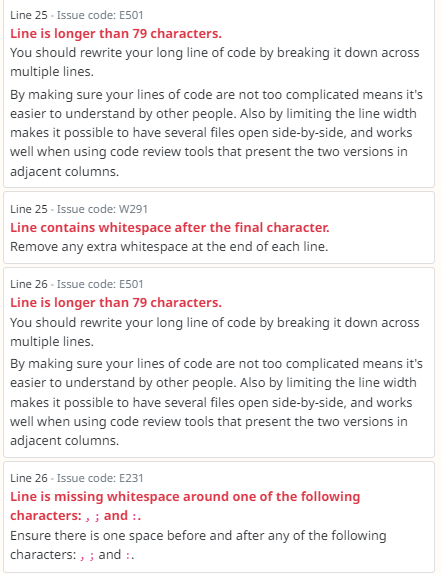 Line 25 - Issue code: E501
Line is longer than 79 characters.
You should rewrite your long line of code by breaking it down across
multiple lines.
By making sure your lines of code are not too complicated means it's
easier to understand by other people. Also by limiting the line width
makes it possible to have several files open side-by-side, and works
well when using code review tools that present the two versions in
adjacent columns.
Line 25 - Issue code: W291
Line contains whitespace after the final character.
Remove any extra whitespace at the end of each line.
Line 26 - Issue code: E501
Line is longer than 79 characters.
You should rewrite your long line of code by breaking it down across
multiple lines.
By making sure your lines of code are not too complicated means it's
easier to understand by other people. Also by limiting the line width
makes it possible to have several files open side-by-side, and works
well when using code review tools that present the two versions in
adjacent columns.
Line 26 - Issue code: E231
Line is missing whitespace around one of the following
characters: , ; and :.
Ensure there is one space before and after any of the following
characters: , ; and :.